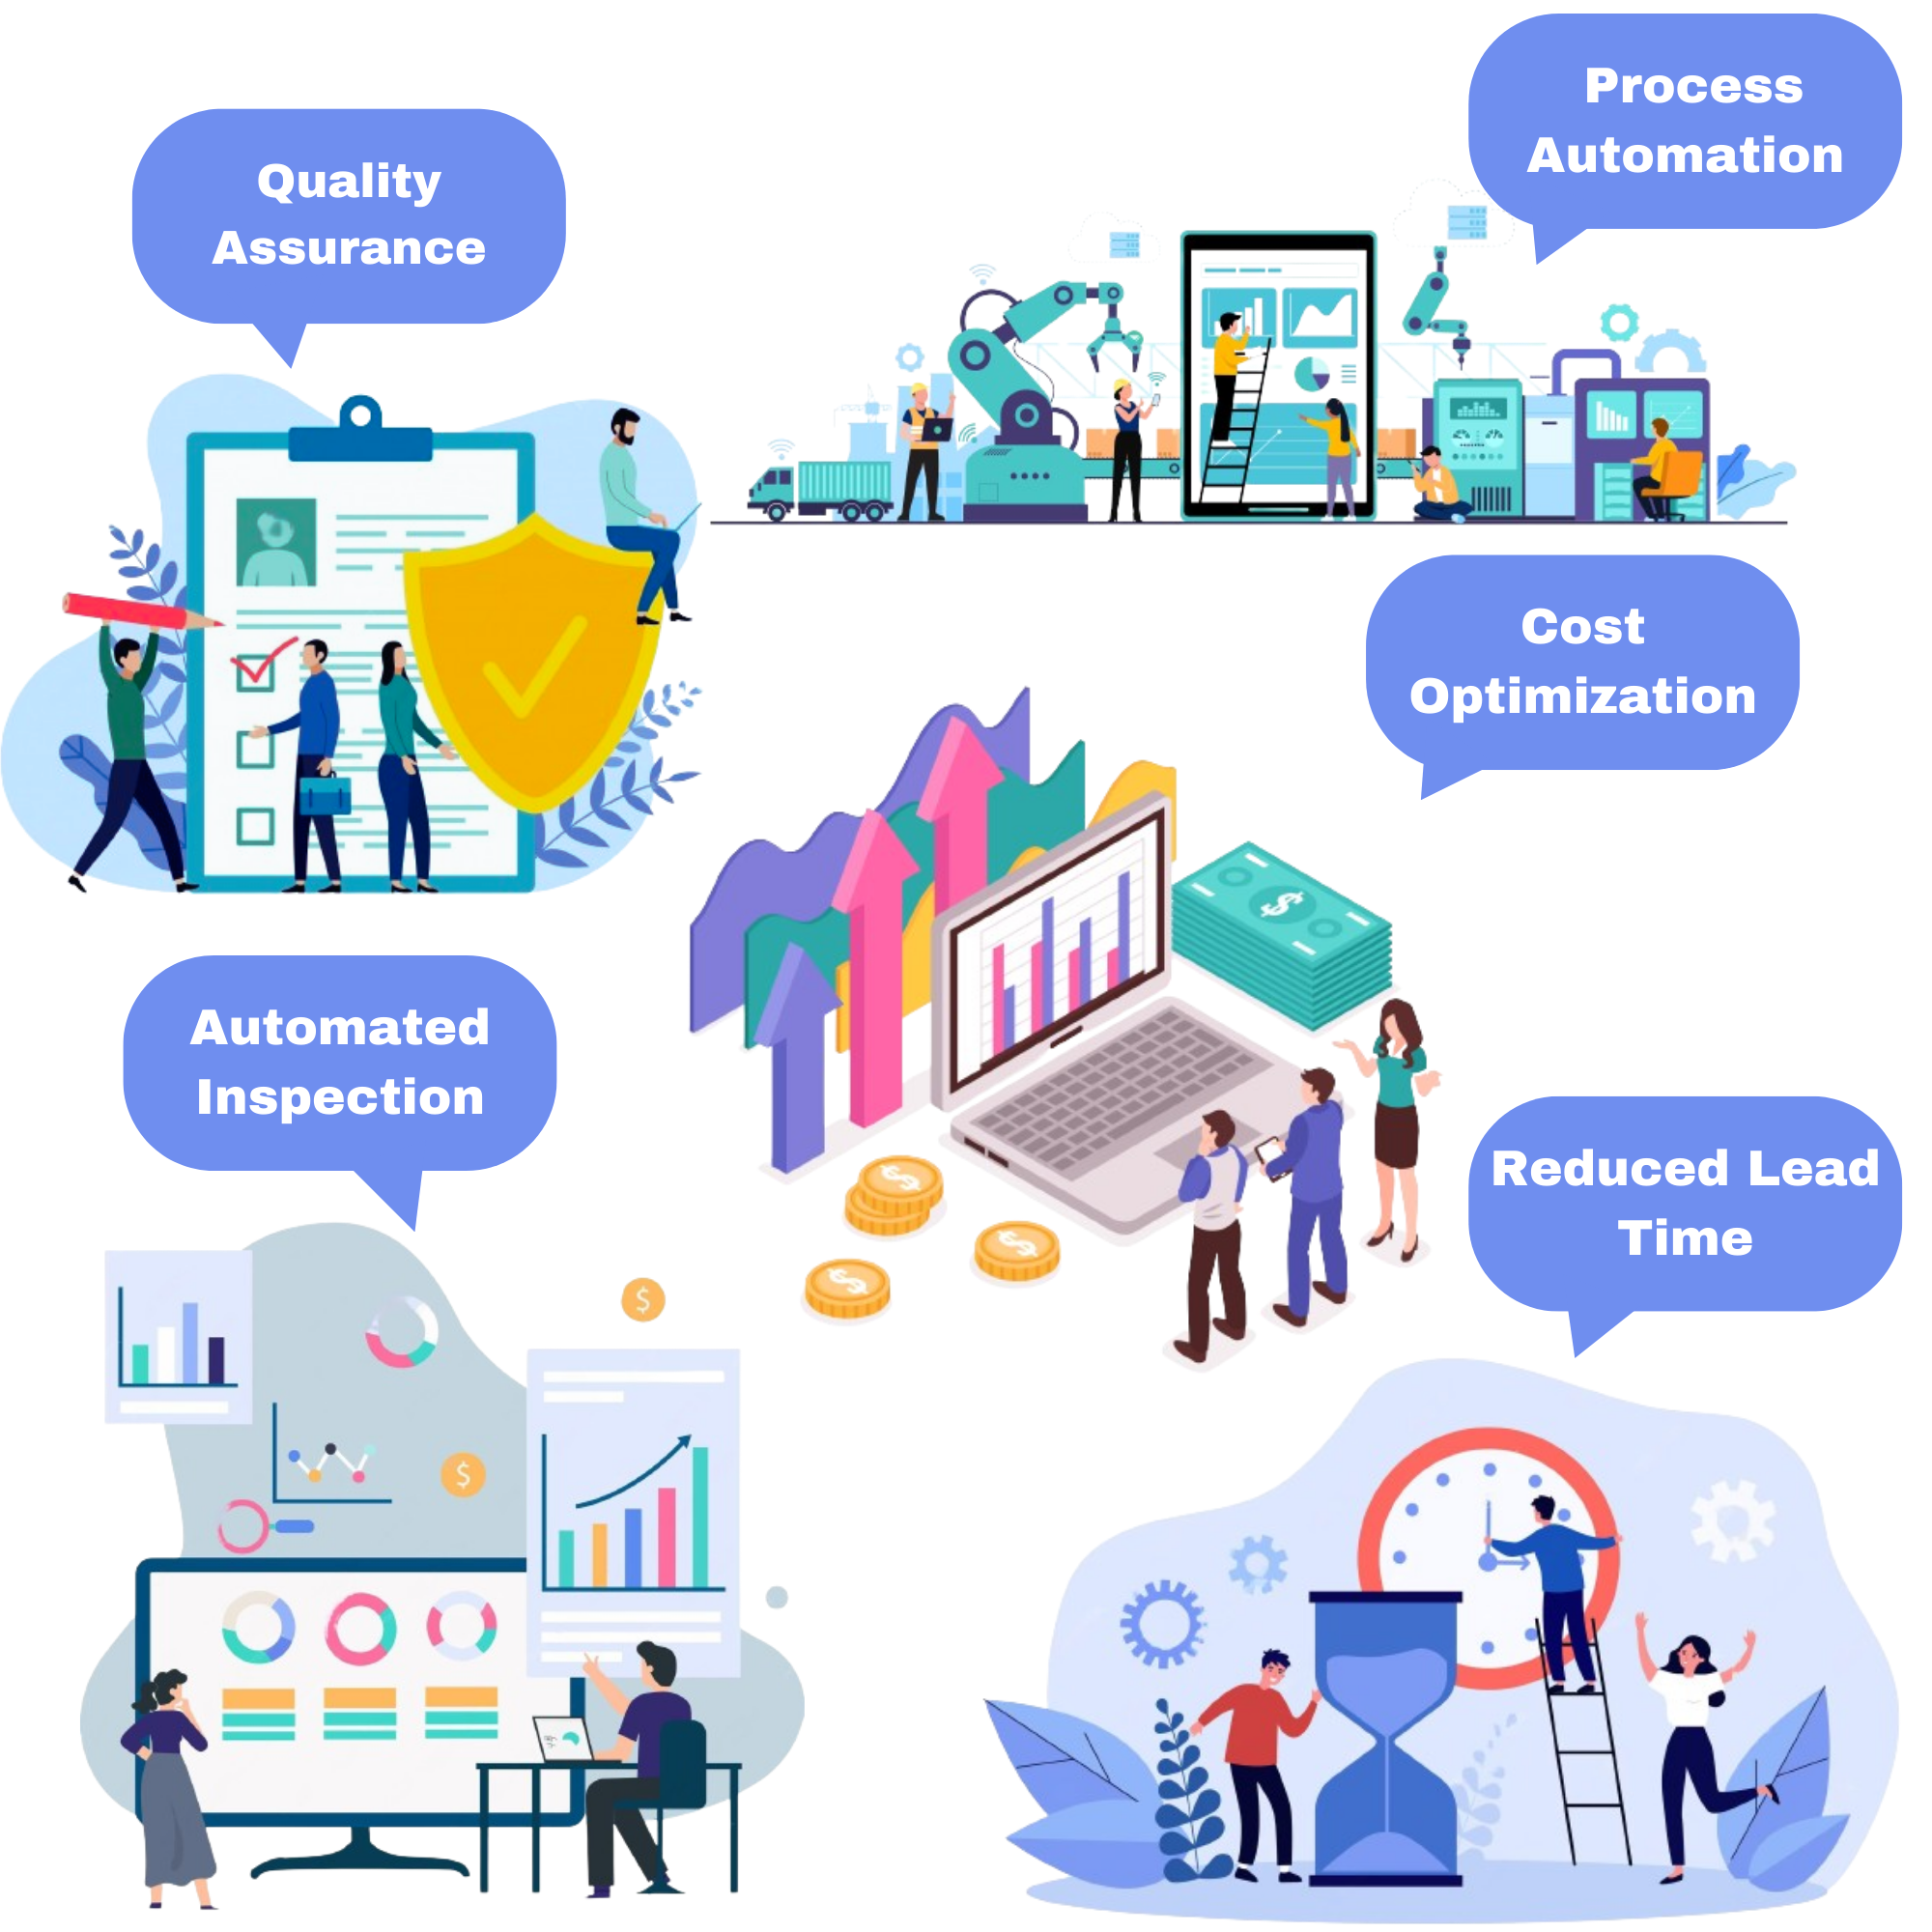 Process
Automation
Quality
Assurance
Cost
Optimization
Automated
Inspection
Reduced Lead
Time
$
$
$
$
$
$